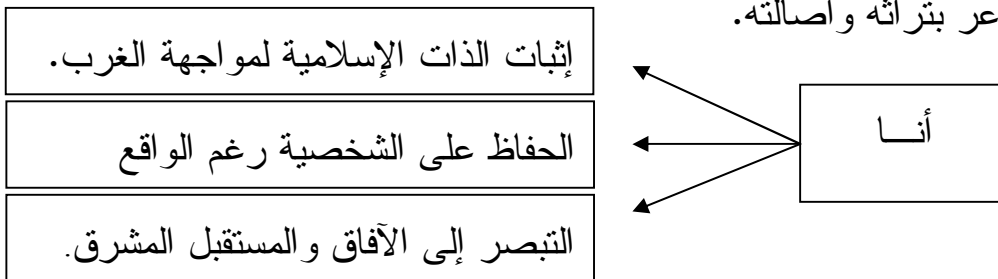 عر بتراثه وأصالته.
أنــا
إثبات الذات الإسلامية لمواجهة الغرب.
الحفاظ على الشخصية رغم الواقع
التبصر إلى الآفاق والمستقبل المشرق.